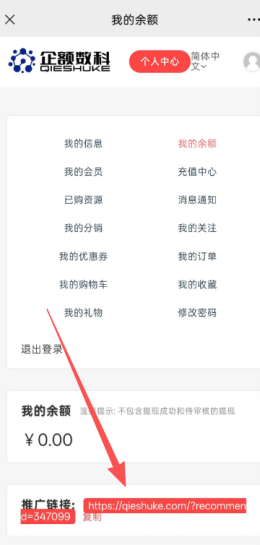 我的余额
企额数科
QIESHUKE
个人中心
简体中
文
我的信息 我的余额
我的会员 充值中心
已购资源 消息通知
我的分销 我的关注
我的优惠券 我的订单
我的购物车 我的收藏
我的礼物 修改密码
退出登录
我的余额 温馨提示: 不包含提现成功和待审核的提现
¥0.00
推广链接: https://qieshuke.com/?recommen
d=347099 复制